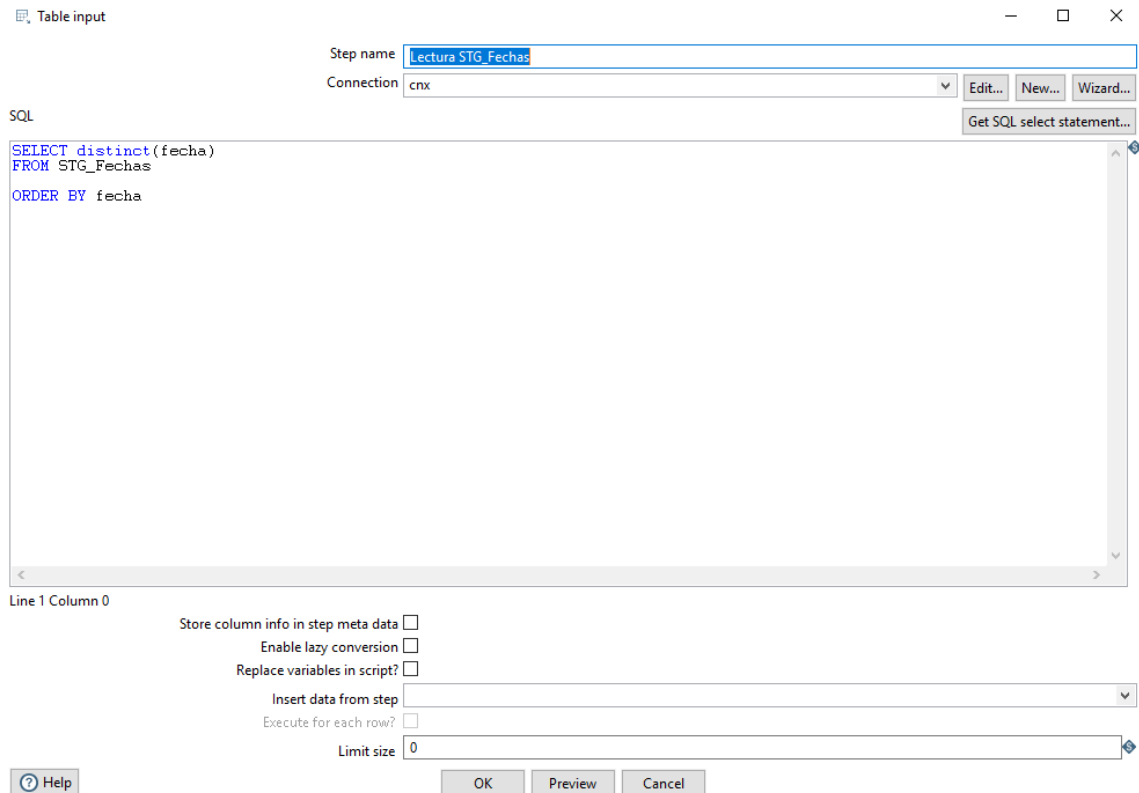 Table input
Step name Lectura STG_Fechas
Connection cnx Edit... New... Wizard...
SQL Get SQL select statement...
SELECT distinct(fecha)
FROM STG_Fechas
ORDER BY fecha
Line 1 Column 0
Store column info in step meta data
Enable lazy conversion
Replace variables in script?
Insert data from step
Execute for each row?
Limit size 0
Help OK Preview Cancel